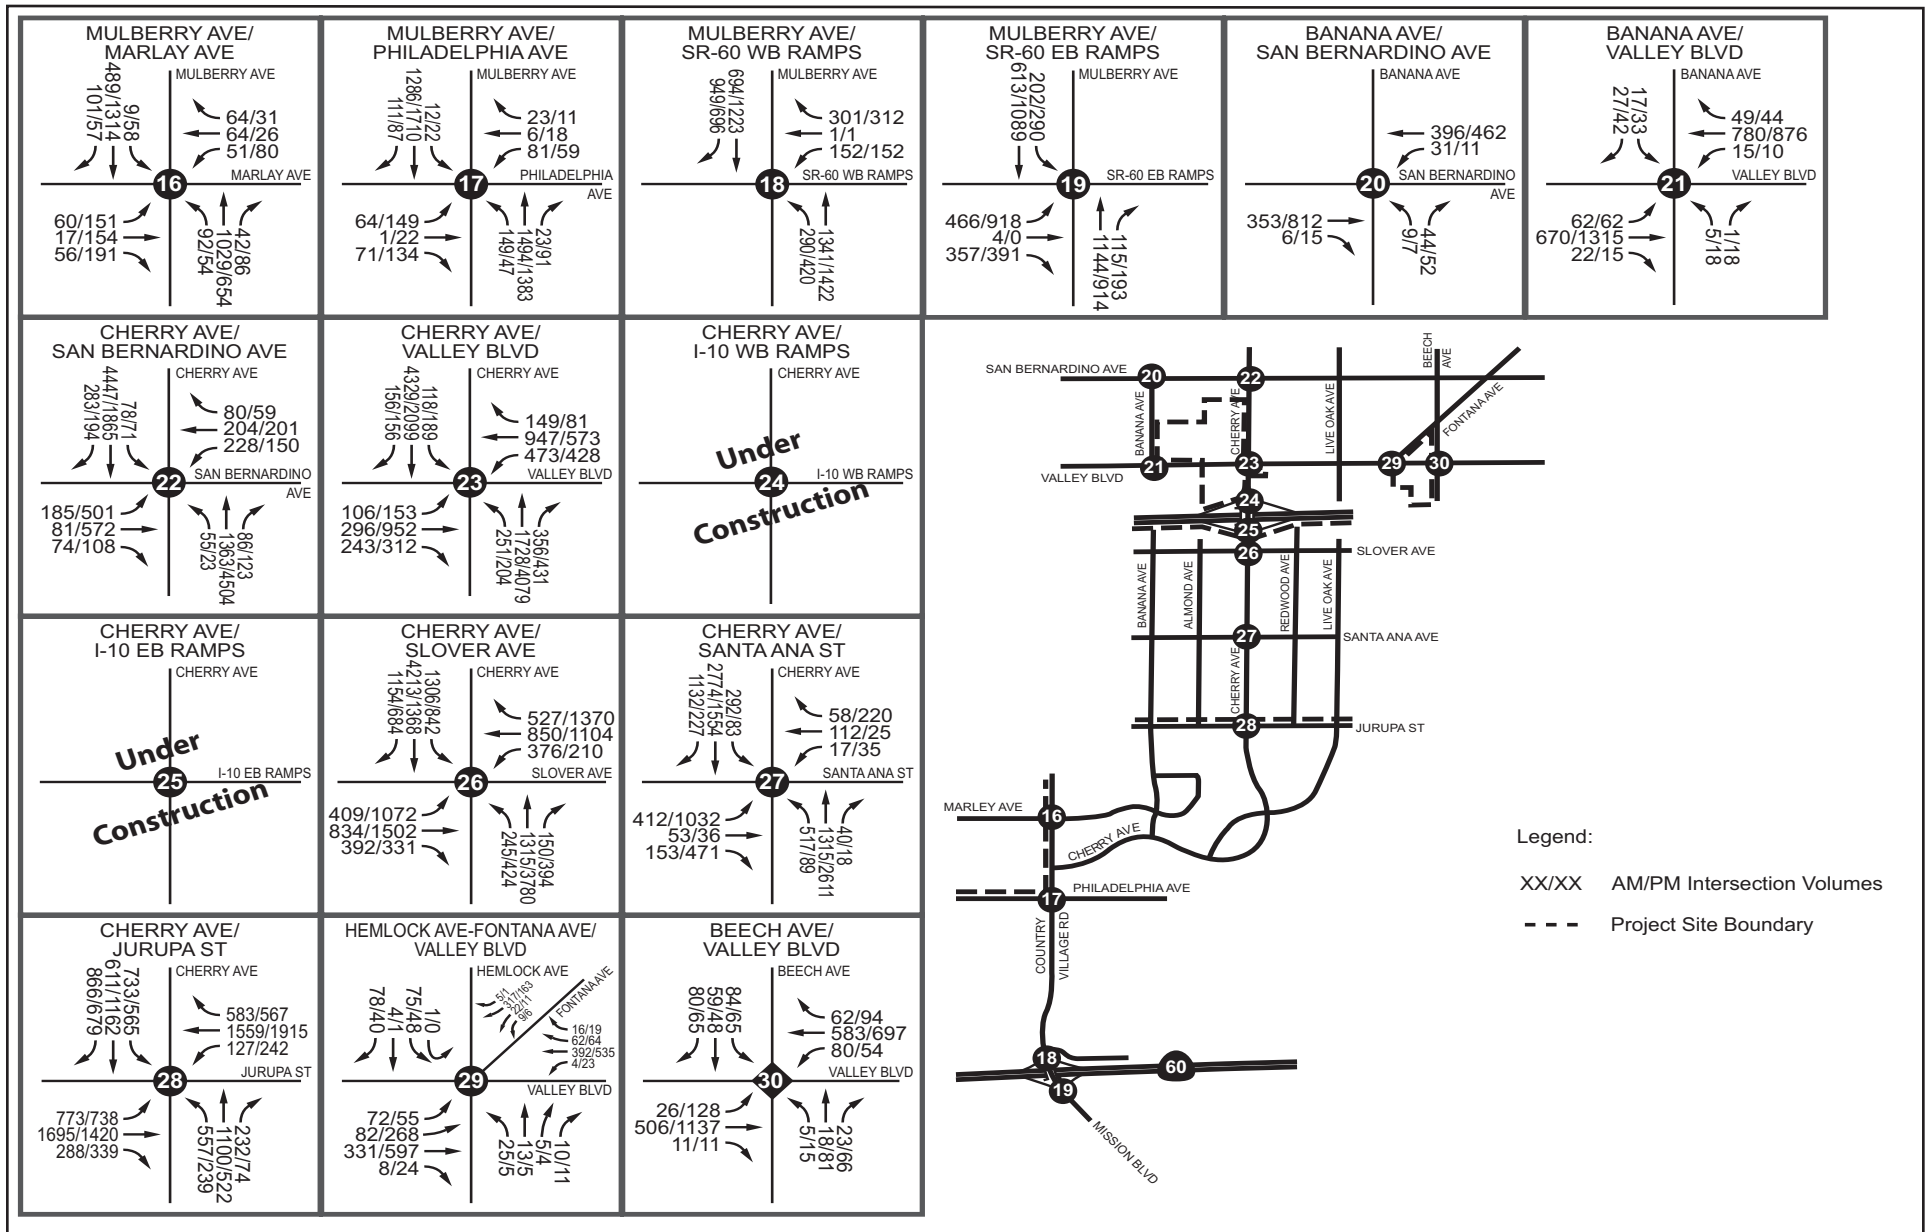 MULBERRY AVE/
MARLAY AVE
MULBERRY AVE
101/57
489/1314
9/58
64/31
64/26
51/80
16
MARLAY AVE
60/151
17/154
56/191
92/54
1029/654
42/86
MULBERRY AVE/
PHILADELPHIA AVE
MULBERRY AVE
111/87
1286/1710
12/22
23/11
6/18
81/59
17
PHILADELPHIA
AVE
64/149
1/22
71/134
149/47
1494/1383
23/91
MULBERRY AVE/
SR-60 WB RAMPS
MULBERRY AVE
949/696
694/1223
301/312
1/1
152/152
18
SR-60 WB RAMPS
290/420
1341/1422
MULBERRY AVE/
SR-60 EB RAMPS
MULBERRY AVE
613/1089
202/290
19
SR-60 EB RAMPS
466/918
4/0
357/391
1144/914
115/193
BANANA AVE/
SAN BERNARDINO AVE
BANANA AVE
396/462
31/11
20
SAN BERNARDINO
AVE
353/812
6/15
9/7
44/52
BANANA AVE/
VALLEY BLVD
BANANA AVE
27/42
17/33
49/44
780/876
15/10
21
VALLEY BLVD
62/62
670/1315
22/15
5/18
1/18
CHERRY AVE/
SAN BERNARDINO AVE
CHERRY AVE
283/194
4447/1865
78/71
80/59
204/201
228/150
22
SAN BERNARDINO
AVE
185/501
81/572
74/108
55/23
1363/4504
86/123
CHERRY AVE/
VALLEY BLVD
CHERRY AVE
156/156
4329/2099
118/189
149/81
947/573
473/428
23
VALLEY BLVD
106/153
296/952
243/312
251/204
1728/4079
356/431
CHERRY AVE/
I-10 WB RAMPS
CHERRY AVE
Under
24
I-10 WB RAMPS
Construction
CHERRY AVE/
I-10 EB RAMPS
CHERRY AVE
Under
25
I-10 EB RAMPS
Construction
CHERRY AVE/
SLOVER AVE
CHERRY AVE
1154/684
4213/1368
1306/842
527/1370
850/1104
376/210
26
SLOVER AVE
409/1072
834/1502
392/331
245/424
1315/3780
150/394
CHERRY AVE/
SANTA ANA ST
CHERRY AVE
1132/227
2774/1554
292/83
58/220
112/25
17/35
27
SANTA ANA ST
412/1032
53/36
153/471
517/89
1315/2611
40/18
CHERRY AVE/
JURUPA ST
CHERRY AVE
866/679
611/1162
733/565
583/567
1559/1915
127/242
28
JURUPA ST
773/738
1695/1420
288/339
557/239
1100/522
232/74
HEMLOCK AVE-FONTANA AVE/
VALLEY BLVD
HEMLOCK AVE
78/40
4/1
75/48
1/0
5/1
317/163
22/11
9/6
FONTANA AVE
16/19
62/64
392/535
4/23
29
VALLEY BLVD
72/55
82/268
331/597
8/24
25/5
13/5
5/4
10/11
BEECH AVE/
VALLEY BLVD
BEECH AVE
80/65
59/48
84/65
62/94
583/697
80/54
30
VALLEY BLVD
26/128
506/1137
11/11
5/15
18/81
23/66
SAN BERNARDINO AVE
20
22
BANANA AVE
CHERRY AVE
LIVE OAK AVE
BEECH
AVE
FONTANA AVE
VALLEY BLVD
21
23
29
30
24
25
26
SLOVER AVE
BANANA AVE
ALMOND AVE
REDWOOD AVE
LIVE OAK AVE
27
SANTA ANA AVE
CHERRY AVE
28
JURUPA ST
MARLEY AVE
16
CHERRY AVE
17
PHILADELPHIA AVE
COUNTRY
VILLAGE RD
18
60
19
MISSION BLVD
Legend:
XX/XX AM/PM Intersection Volumes
Project Site Boundary